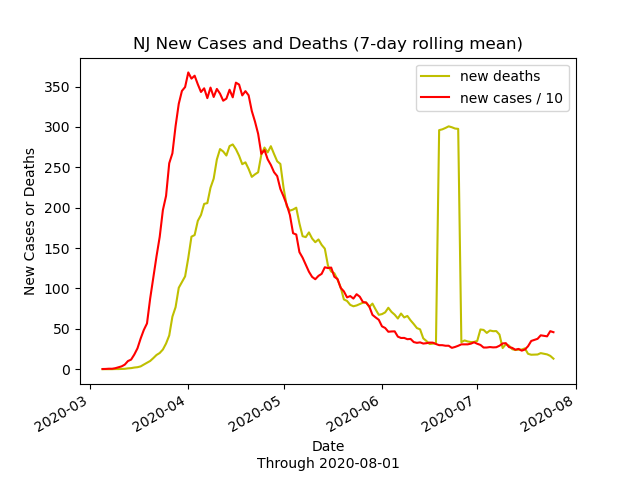 NJ New Cases and Deaths (7-day rolling mean)
new deaths
new cases / 10
350
300
250
200
150
100
50
0
New Cases or Deaths
2020-03
2020-04
2020-05
2020-06
2020-07
2020-08
Date
Through 2020-08-01